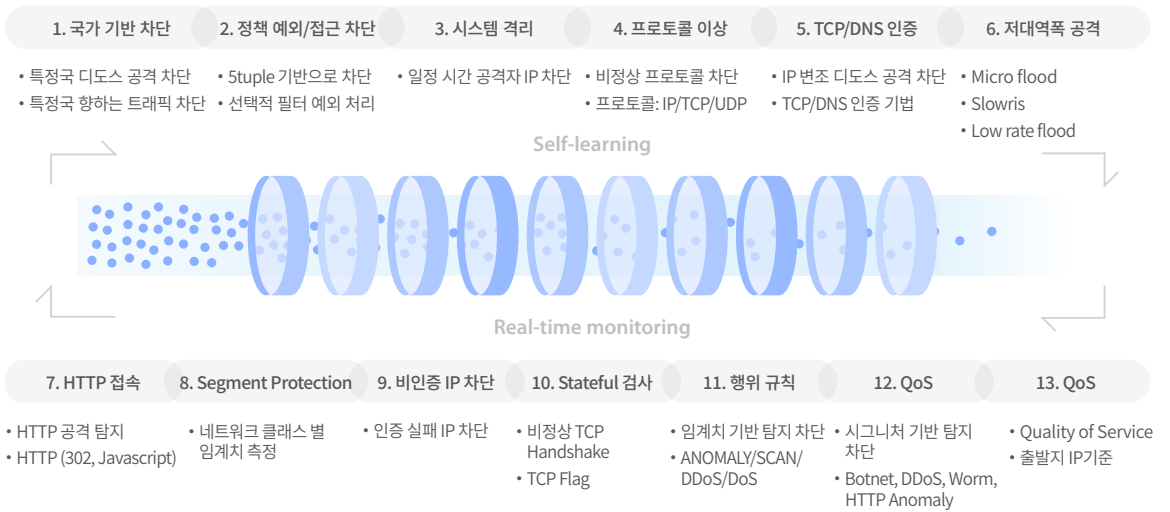 1. 국가 기반 차단
2. 정책 예외/접근 차단
3. 시스템 격리
4. 프로토콜 이상
5. TCP/DNS 인증
6. 저대역폭 공격
• 특정국 디도스 공격 차단
• 특정국 향하는 트래픽 차단
• 5tuple 기반으로 차단
• 선택적 필터 예외 처리
• 일정 시간 공격자 IP 차단
• 비정상 프로토콜 차단
• 프로토콜: IP/TCP/UDP
• IP 변조 디도스 공격 차단
• TCP/DNS 인증 기법
• Micro flood
• Slowris
• Low rate flood
Self-learning
Real-time monitoring
7. HTTP 접속
8. Segment Protection
9. 비인증 IP 차단
10. Stateful 검사
11. 행위 규칙
12. QoS
13. QoS
• HTTP 공격 탐지
• HTTP (302, Javascript)
• 네트워크 클래스 별
임계치 측정
• 인증 실패 IP 차단
• 비정상 TCP
Handshake
• TCP Flag
• 임계치 기반 탐지 차단
• ANOMALY/SCAN/
DDoS/DoS
• 시그니처 기반 탐지
차단
• Botnet, DDoS, Worm,
HTTP Anomaly
• Quality of Service
• 출발지 IP기준